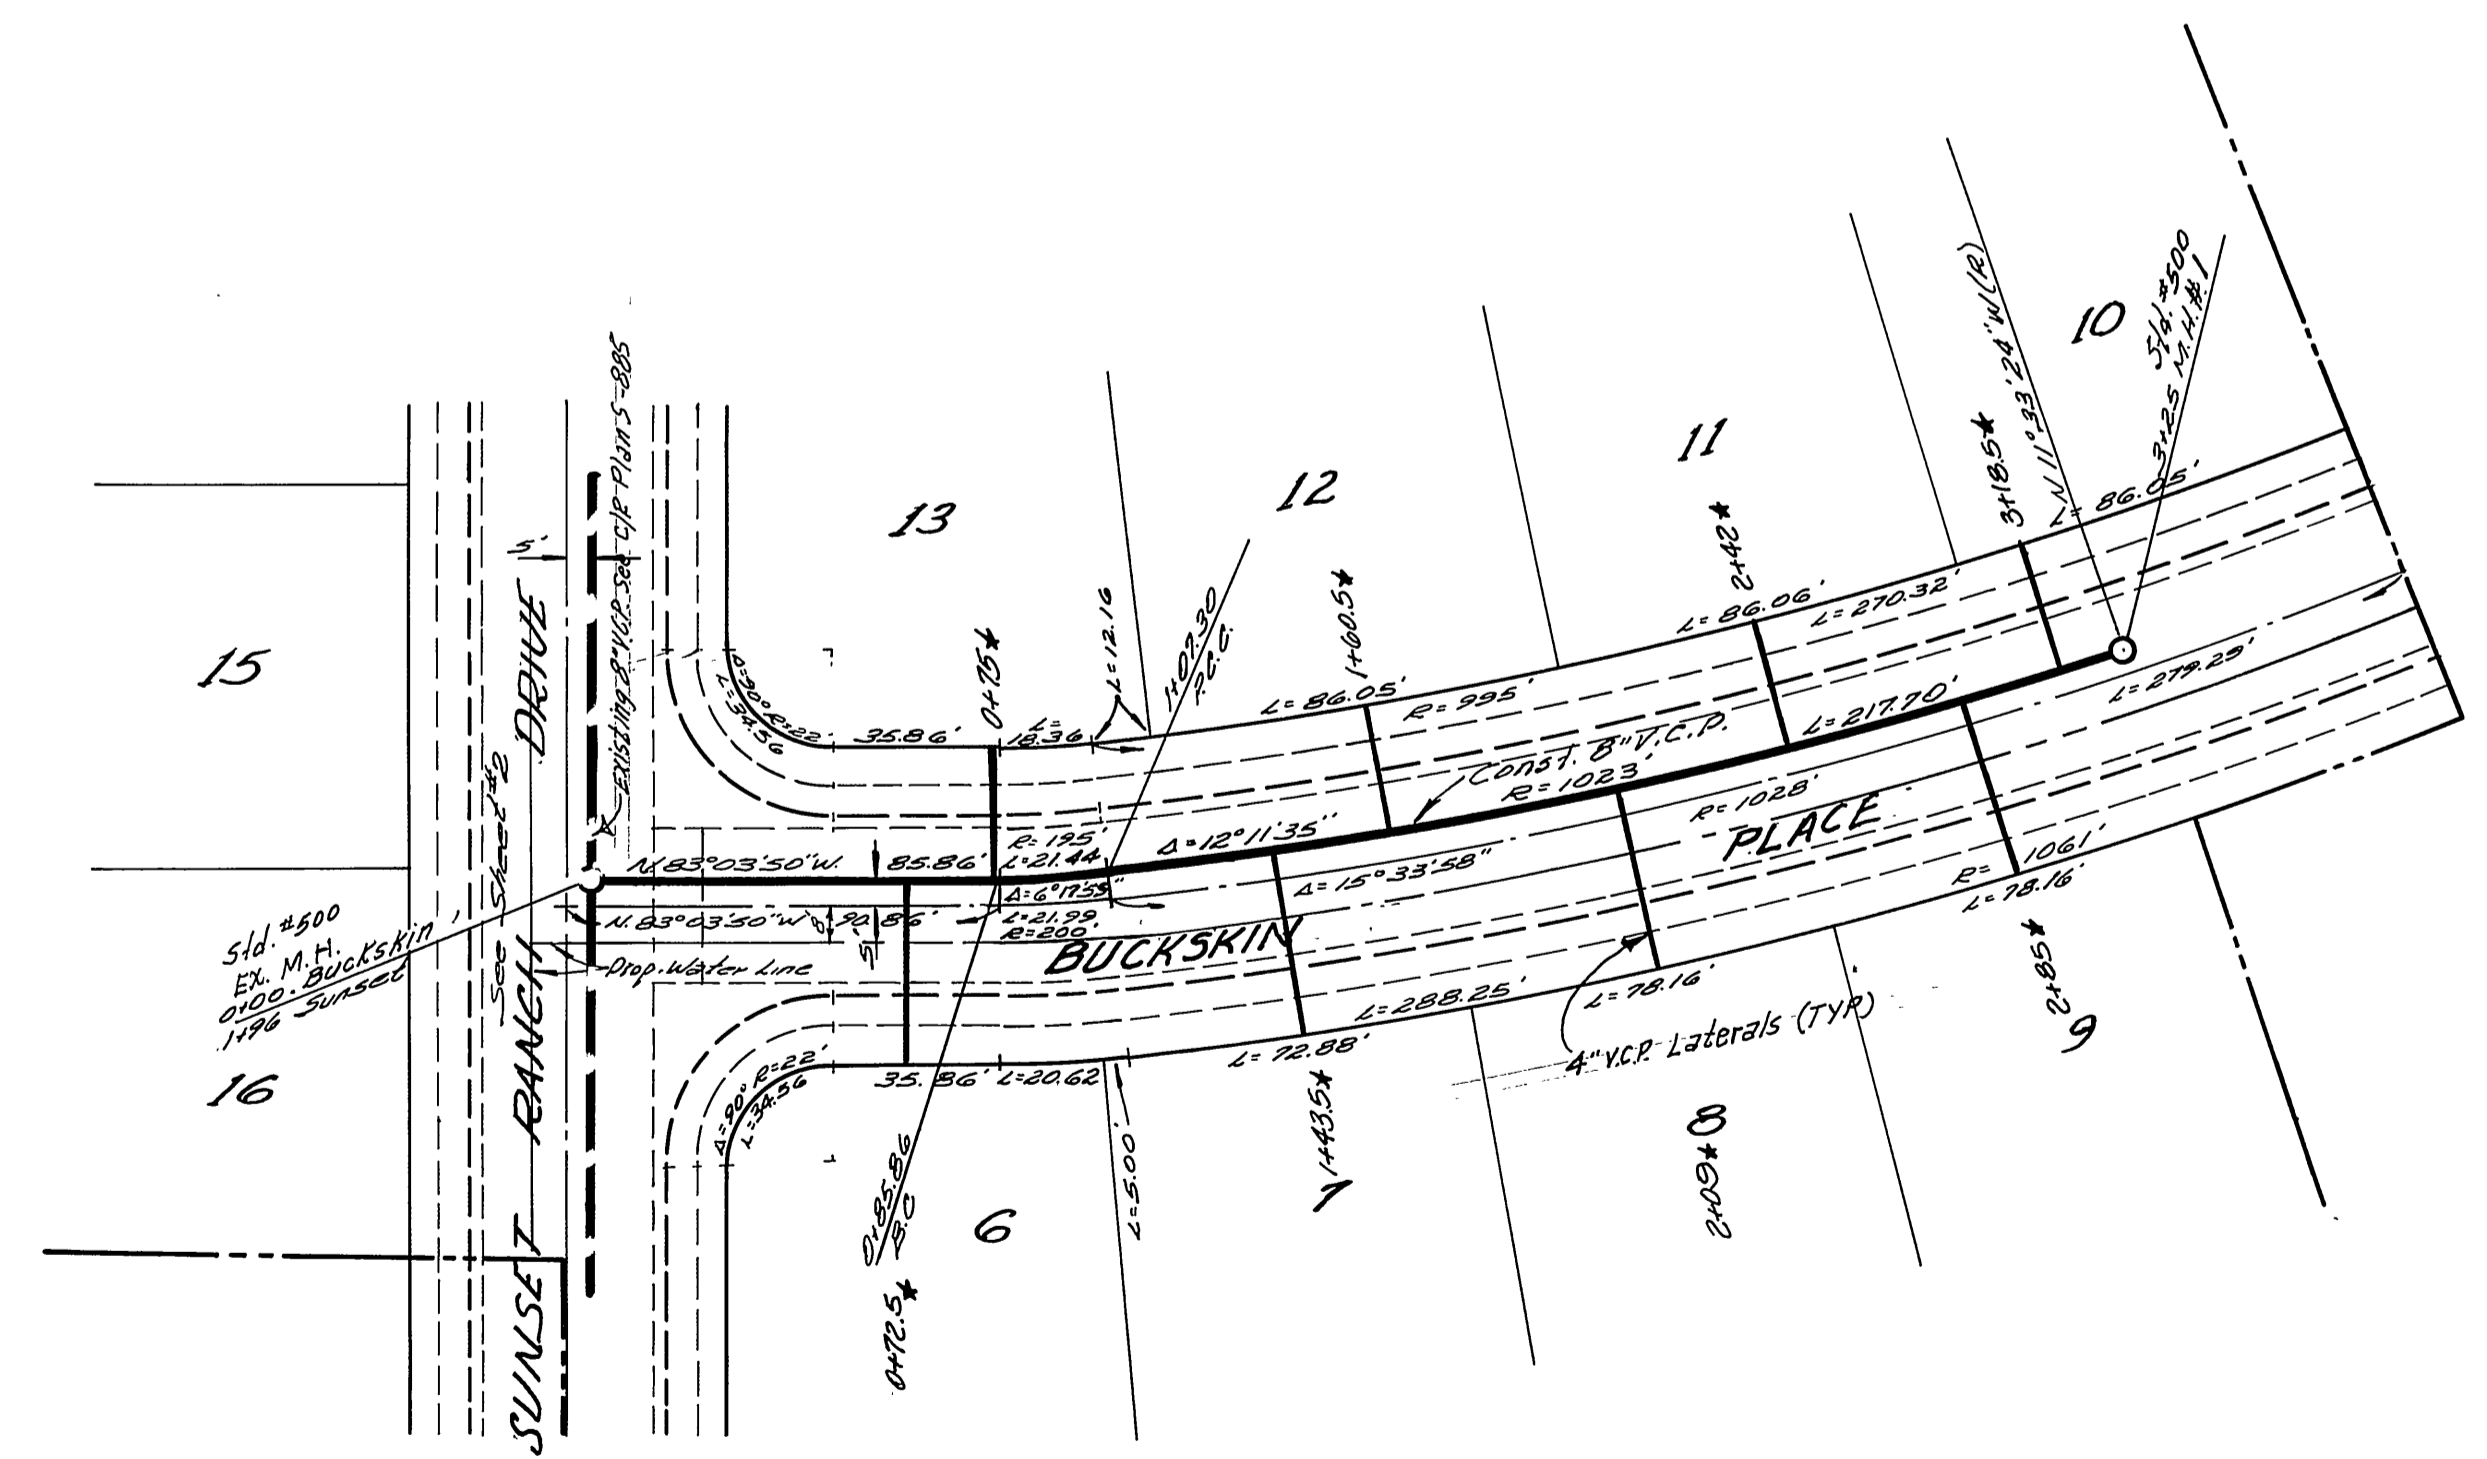 15
16
13
12
11
10
6
7
8
9
SUNSET RANCH DRIVE
See Sheet #2
5'
Existing 8" V.C.P. See C/R Plan S-885
Std. #500
Ex. M.H.
0+00 Buckskin
1+96 Sunset
Prop. Water Line
Δ=90° R=22'
L=34.56
35.86'
0+75*
L=
18.36
L=12.16
1+07.30
P.C.C.
L=86.05'
1+60.5*
R=995'
L=86.06'
2+42*
L=270.32'
3+18.5*
N 11°33'24"W (R)
L=86.05'
Std #500
3+25 M.H.#1
N.83°03'50"W.
85.86'
R=195'
L=21.44
Δ=12°11'35"
Const. 8" V.C.P.
R=1023'
L=217.70'
L=279.29'
N.83°03'50"W
8'
90.86'
5'
Δ=6°17'55"
L=21.99
R=200'
Δ=15°33'58"
R=1028'
BUCKSKIN PLACE
R= 1061'
Δ=90° R=22'
L=34.56
35.86'
L=20.62
L=5.00'
L=72.88'
L=288.25'
L=78.16'
L=78.16'
4" V.C.P. Laterals (TYP)
0+85.86
B.C
0+72.5*
1+43.5*
2+09*
2+85*